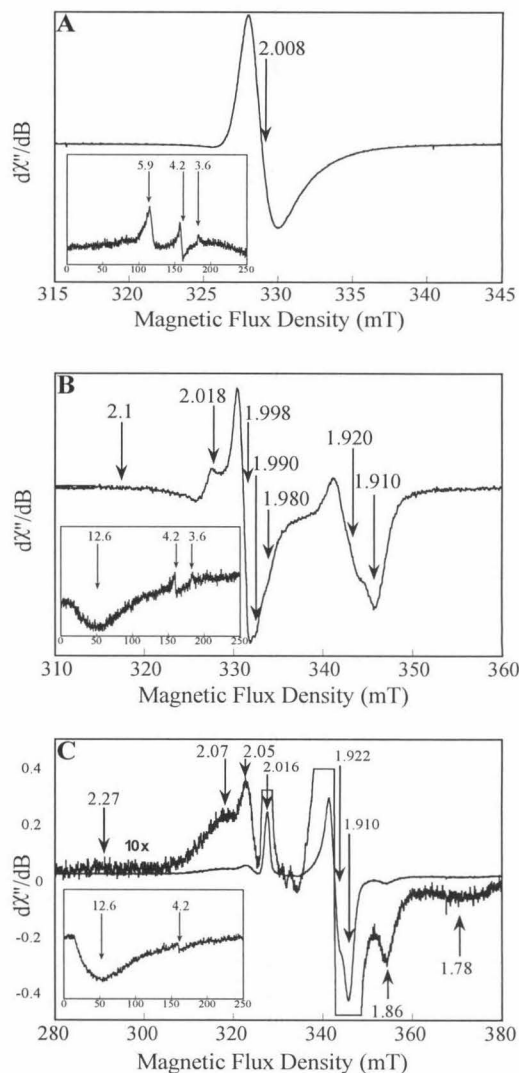 A
2.008
dχ"/dB
5.9 4.2 3.6
0 50 100 150 200 250
315 320 325 330 335 340 345
Magnetic Flux Density (mT)
B
2.1
2.018
1.998
1.990
1.980
1.920
1.910
dχ"/dB
12.6 4.2 3.6
0 50 100 150 200 250
310 320 330 340 350 360
Magnetic Flux Density (mT)
C
0.4
0.2
0
-0.2
-0.4
dχ"/dB
2.27
10x
2.07
2.05
2.016
1.922
1.910
1.86
1.78
12.6 4.2
0 50 100 150 200 250
280 300 320 340 360 380
Magnetic Flux Density (mT)